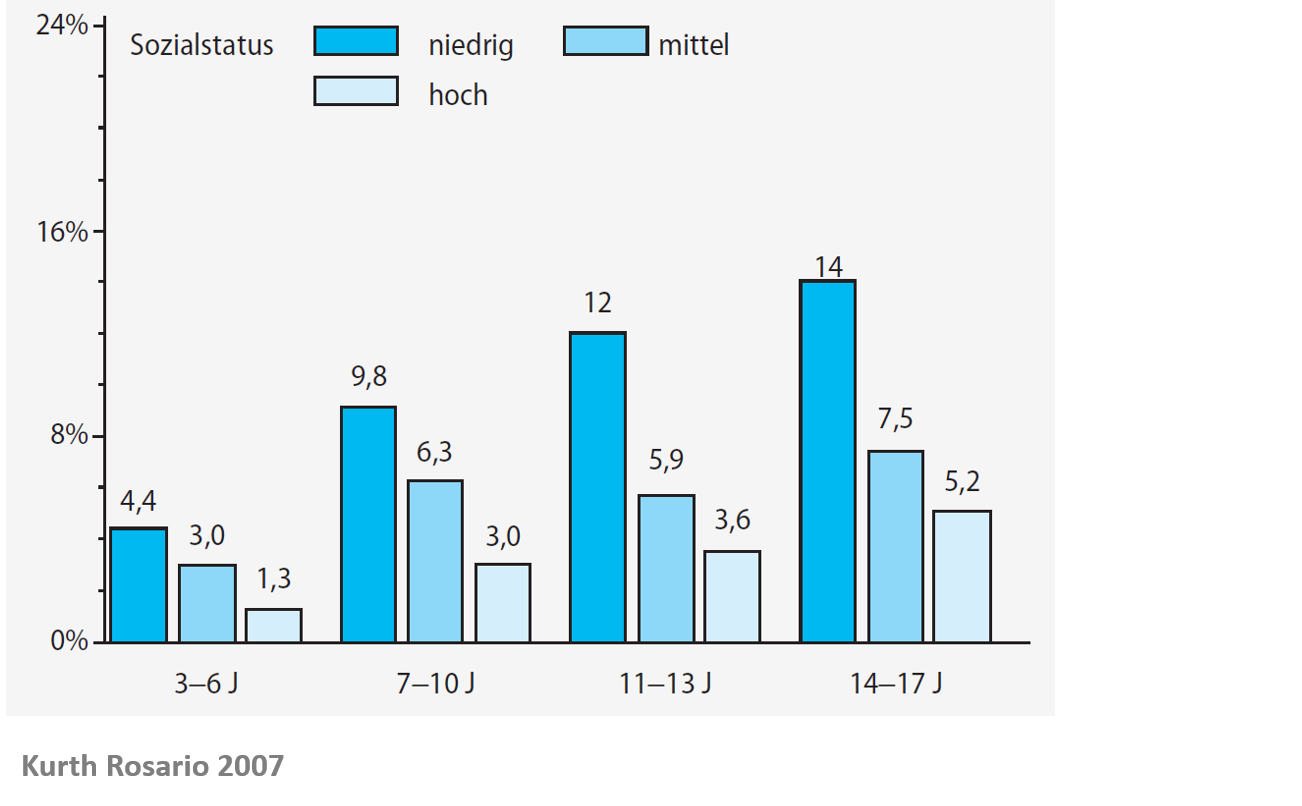 24%
Sozialstatus niedrig mittel
hoch
16%
8%
0%
4,4 3,0 1,3
9,8 6,3 3,0
12 5,9 3,6
14 7,5 5,2
3–6 J 7–10 J 11–13 J 14–17 J
Kurth Rosario 2007